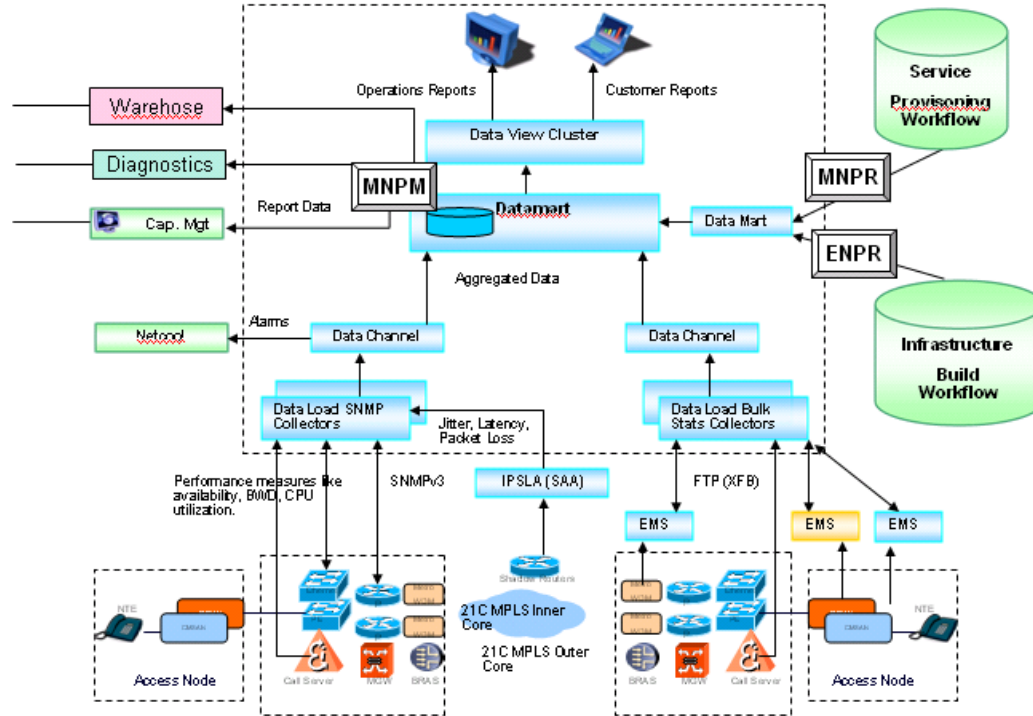 Operations Reports
Customer Reports
Service
Provisoning
Workflow
Warehose
Data View Cluster
Diagnostics
MNPM
MNPR
Report Data
Cap. Mgt
Datamart
Data Mart
ENPR
Aggregated Data
Alarms
Netcool
Data Channel
Data Channel
Infrastructure
Build
Workflow
Data Load SNMP
Collectors
Jitter, Latency,
Packet Loss
Data Load Bulk
Stats Collectors
Performance measures like
availability, BWD, CPU
utilization.
SNMPv3
IPSLA (SAA)
FTP (XFB)
EMS
EMS
EMS
Shadow Routers
NTE
21C MPLS Inner
Core
21C MPLS Outer
Core
NTE
Access Node
Call Server
MGW
BRAS
BRAS
MGW
Call Server
Access Node